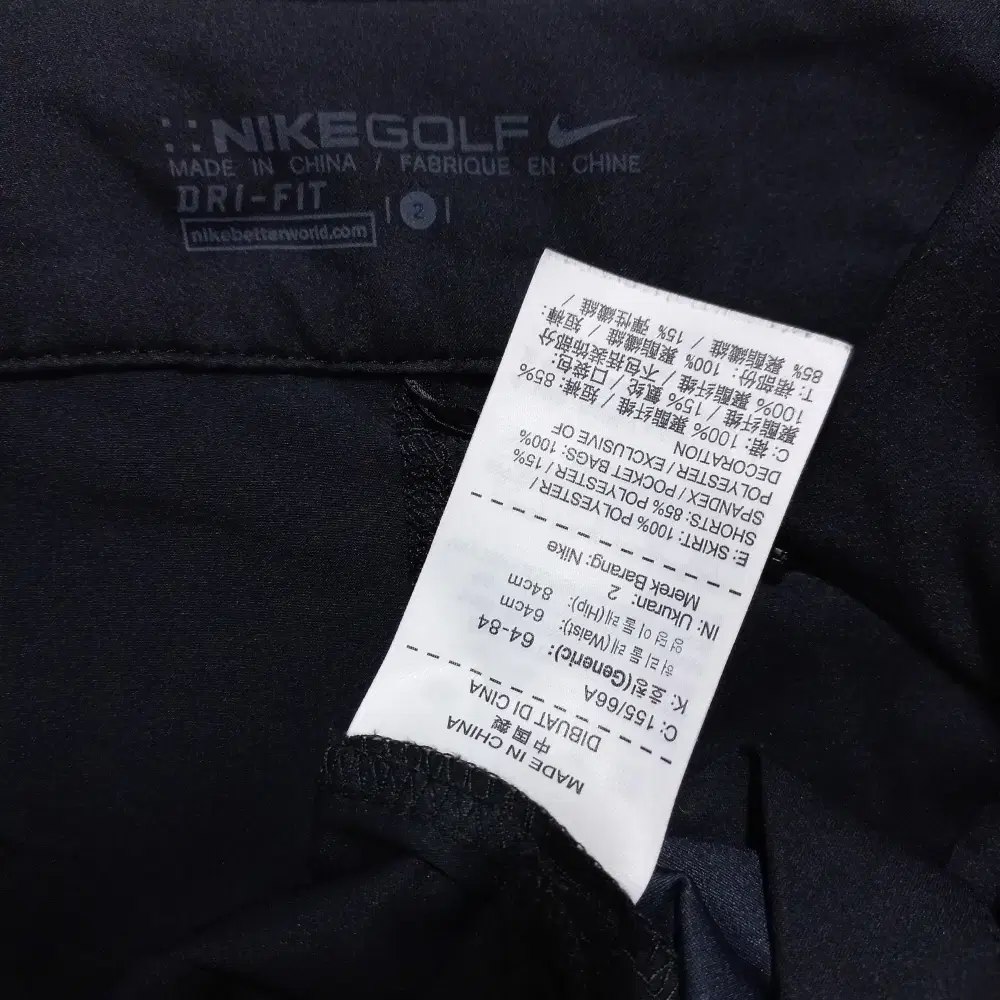 NIKEGOLF
MADE IN CHINA / FABRIQUE EN CHINE
DRI-FIT
2
nikebetterworld.com
MADE IN CHINA
中國製
DIBUAT DI CINA
C: 155/66A
K: 호칭(Generic): 64-84
허리둘레(Waist): 64cm
엉덩이둘레(Hip): 84cm
IN: Ukuran: 2
Merek Barang: Nike
E: SKIRT: 100% POLYESTER /
SHORTS: 85% POLYESTER / 15%
SPANDEX / POCKET BAGS: 100%
POLYESTER / EXCLUSIVE OF
DECORATION
C: 裙: 100% 聚酯纤维 / 短裤: 85%
聚酯纤维 / 15% 氨纶 / 口袋包:
100% 聚酯纤维 / 不包括装饰部分
T: 裙部份: 100% 聚酯纖維 / 短褲:
85% 聚酯纖維 / 15% 彈性纖維 /